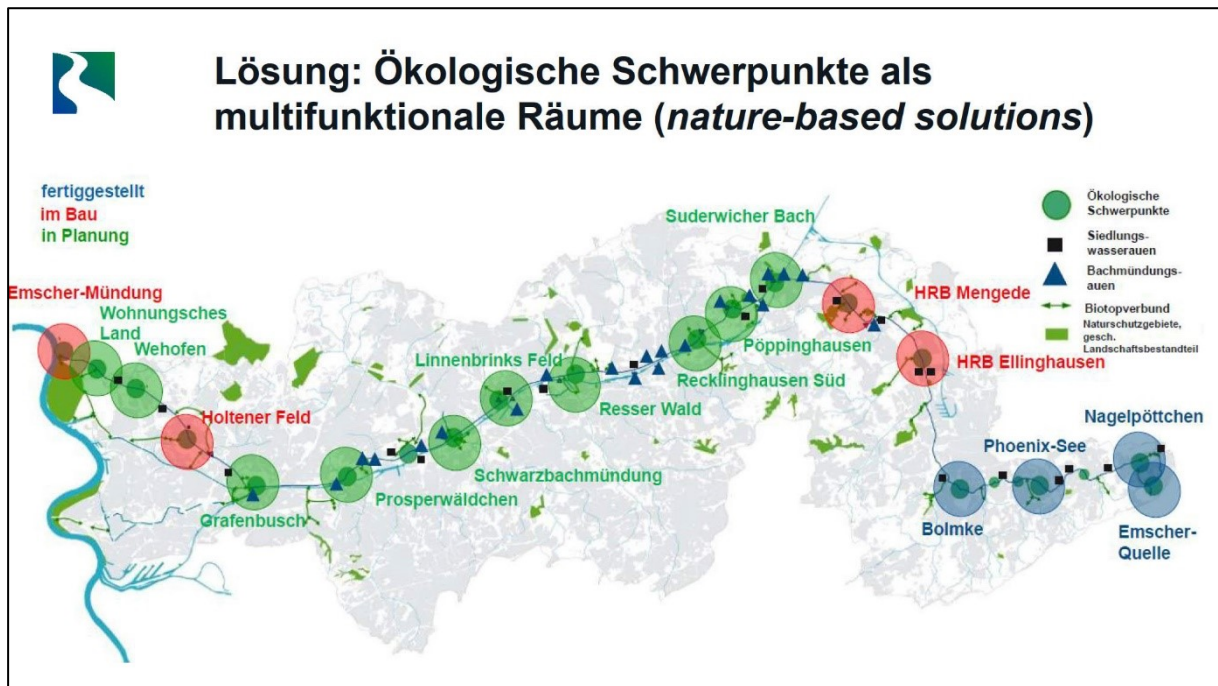 Lösung: Ökologische Schwerpunkte als
multifunktionale Räume (nature-based solutions)
fertiggestellt
im Bau
in Planung
Ökologische
Schwerpunkte
Siedlungs-
wasserauen
Bachmündungs-
auen
Biotopverbund
Naturschutzgebiete,
gesch.
Landschaftsbestandteil
Suderwicher Bach
Emscher-Mündung
Wohnungsches
Land
Wehofen
HRB Mengede
Linnenbrinks Feld
Pöppinghausen
HRB Ellinghausen
Recklinghausen Süd
Resser Wald
Holtener Feld
Nagelpöttchen
Phoenix-See
Schwarzbachmündung
Prosperwäldchen
Grafenbusch
Bolmke
Emscher-
Quelle